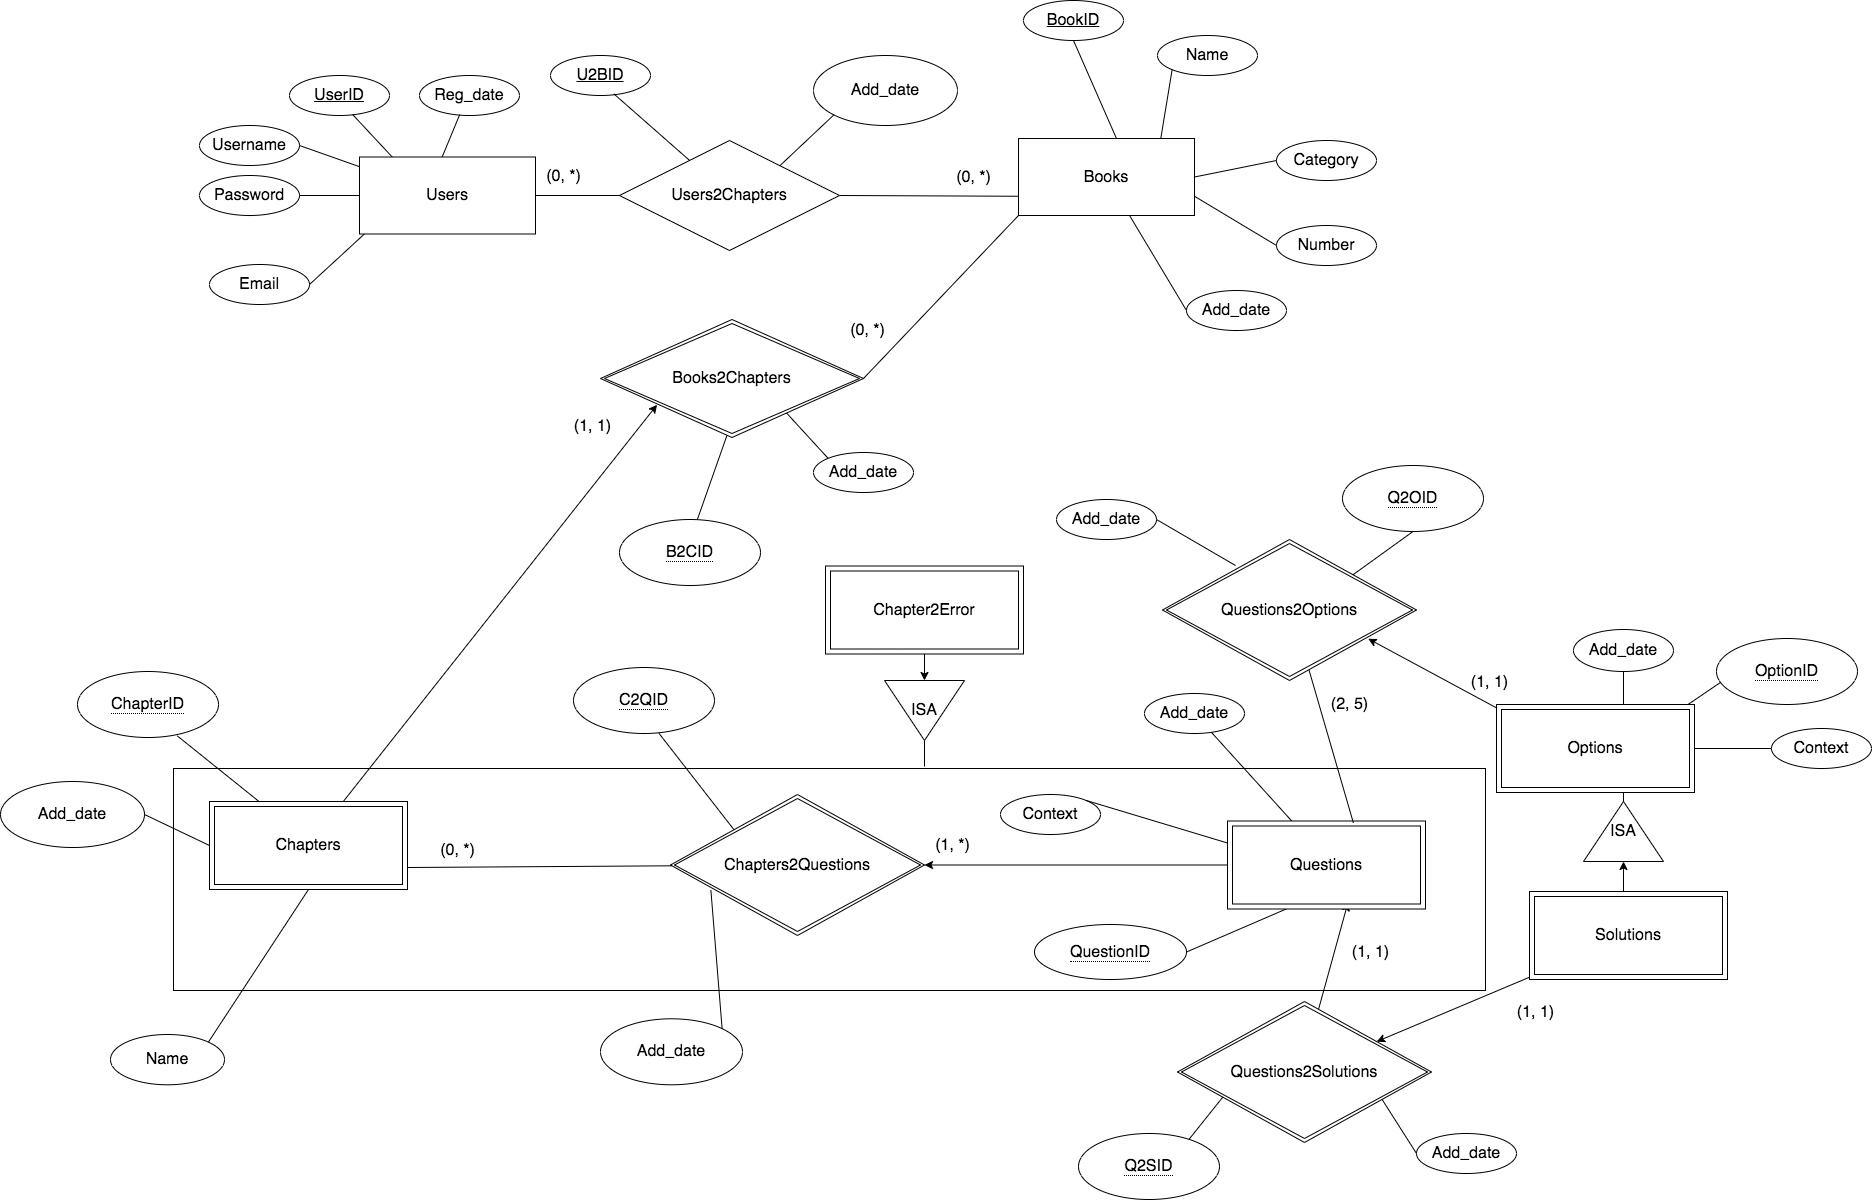 BookID
Name
U2BID
Add_date
UserID
Reg_date
Username
Category
Users
(0, *)
Users2Chapters
(0, *)
Books
Password
Number
Email
Add_date
(0, *)
Books2Chapters
(1, 1)
Add_date
B2CID
Q2OID
Add_date
Chapter2Error
Questions2Options
Add_date
OptionID
(1, 1)
ChapterID
C2QID
ISA
Add_date
(2, 5)
Options
Context
Add_date
Context
ISA
Chapters
(0, *)
Chapters2Questions
(1, *)
Questions
Solutions
QuestionID
(1, 1)
(1, 1)
Name
Add_date
Questions2Solutions
Q2SID
Add_date